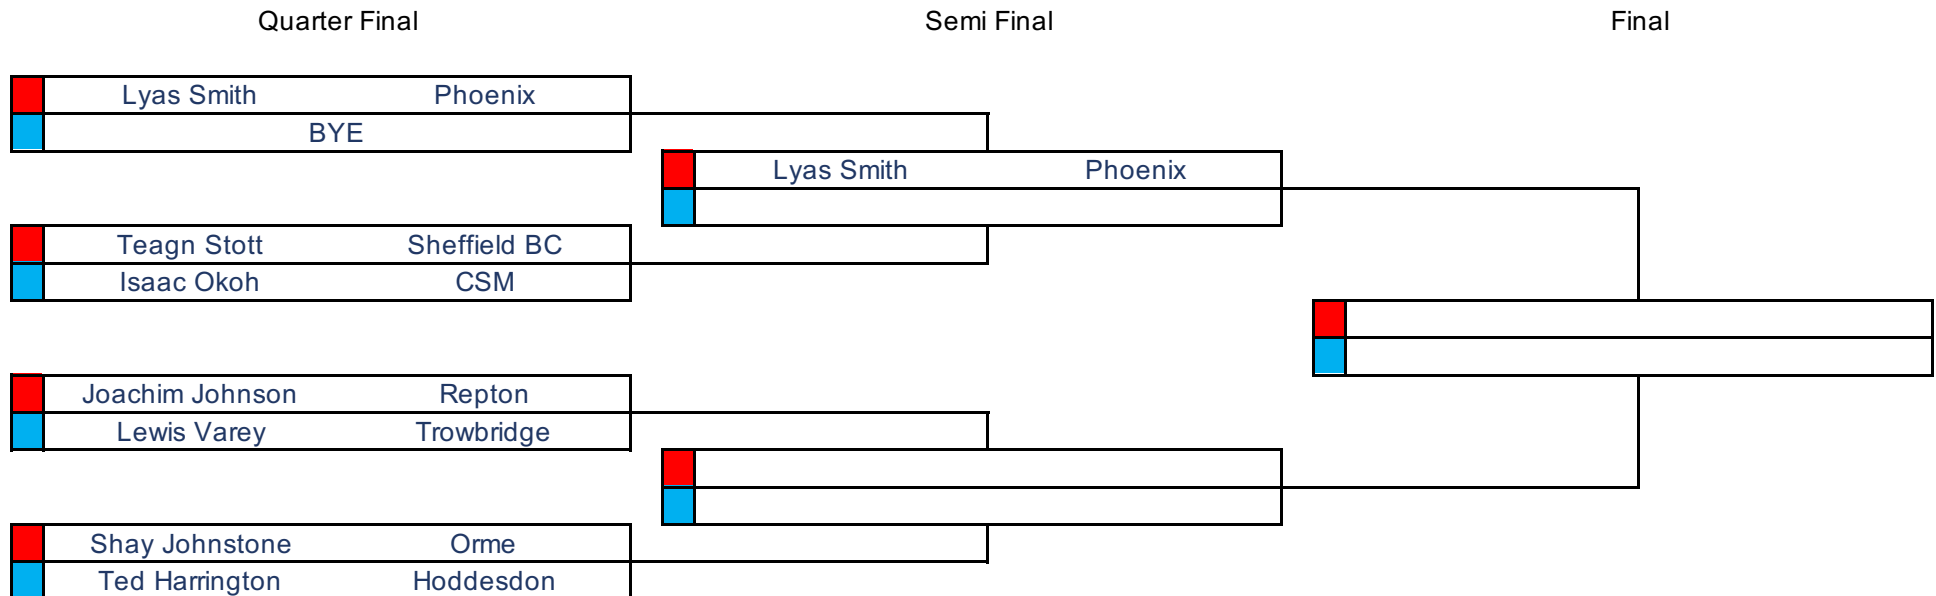 Quarter Final Semi Final Final
Lyas Smith Phoenix
BYE
Lyas Smith Phoenix
Teagn Stott Sheffield BC
Isaac Okoh CSM
Joachim Johnson Repton
Lewis Varey Trowbridge
Shay Johnstone Orme
Ted Harrington Hoddesdon